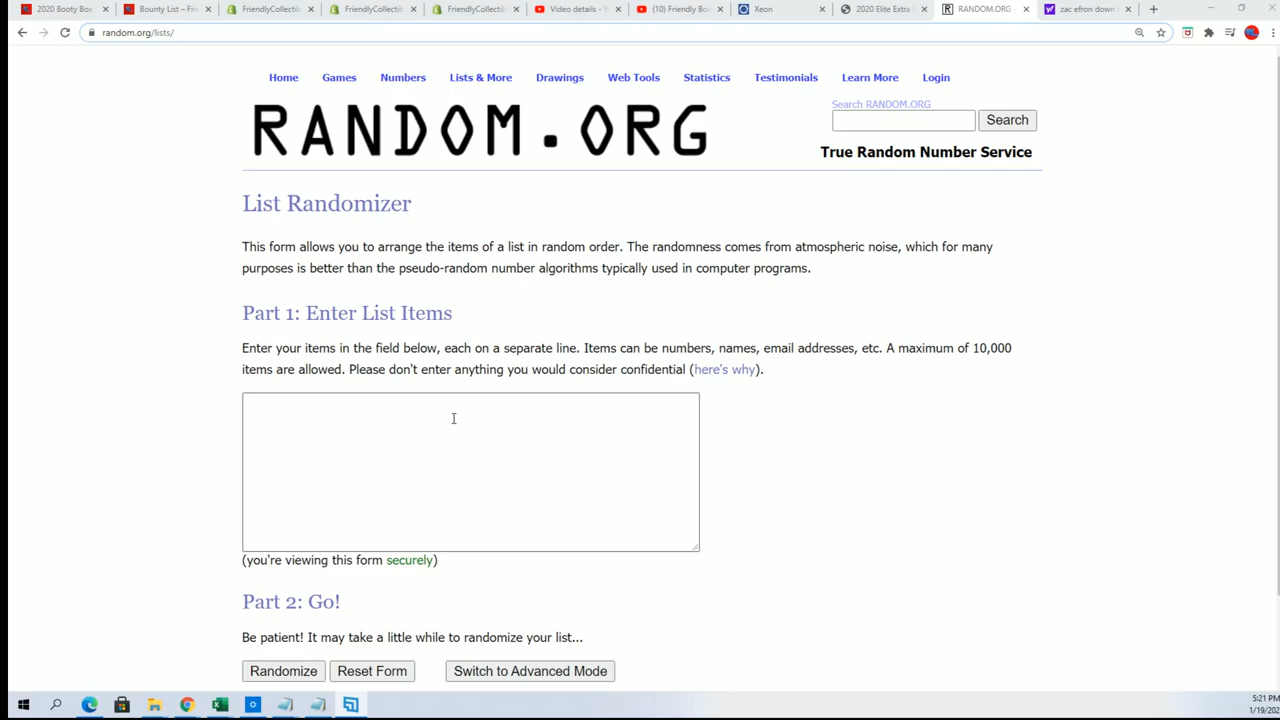 2020 Booty Bo
Bounty List – Fri
FriendlyCollectib
FriendlyCollectib
FriendlyCollectib
Video details -
(10) Friendly Bo
Xeon
2020 Elite Extra
RANDOM.ORG
zac efron down
random.org/lists/
Home Games Numbers Lists & More Drawings Web Tools Statistics Testimonials Learn More Login
RANDOM.ORG
Search RANDOM.ORG
Search
True Random Number Service
List Randomizer
This form allows you to arrange the items of a list in random order. The randomness comes from atmospheric noise, which for many
purposes is better than the pseudo-random number algorithms typically used in computer programs.
Part 1: Enter List Items
Enter your items in the field below, each on a separate line. Items can be numbers, names, email addresses, etc. A maximum of 10,000
items are allowed. Please don't enter anything you would consider confidential (here's why).
(you're viewing this form securely)
Part 2: Go!
Be patient! It may take a little while to randomize your list...
Randomize Reset Form Switch to Advanced Mode
5:21 PM
1/19/202